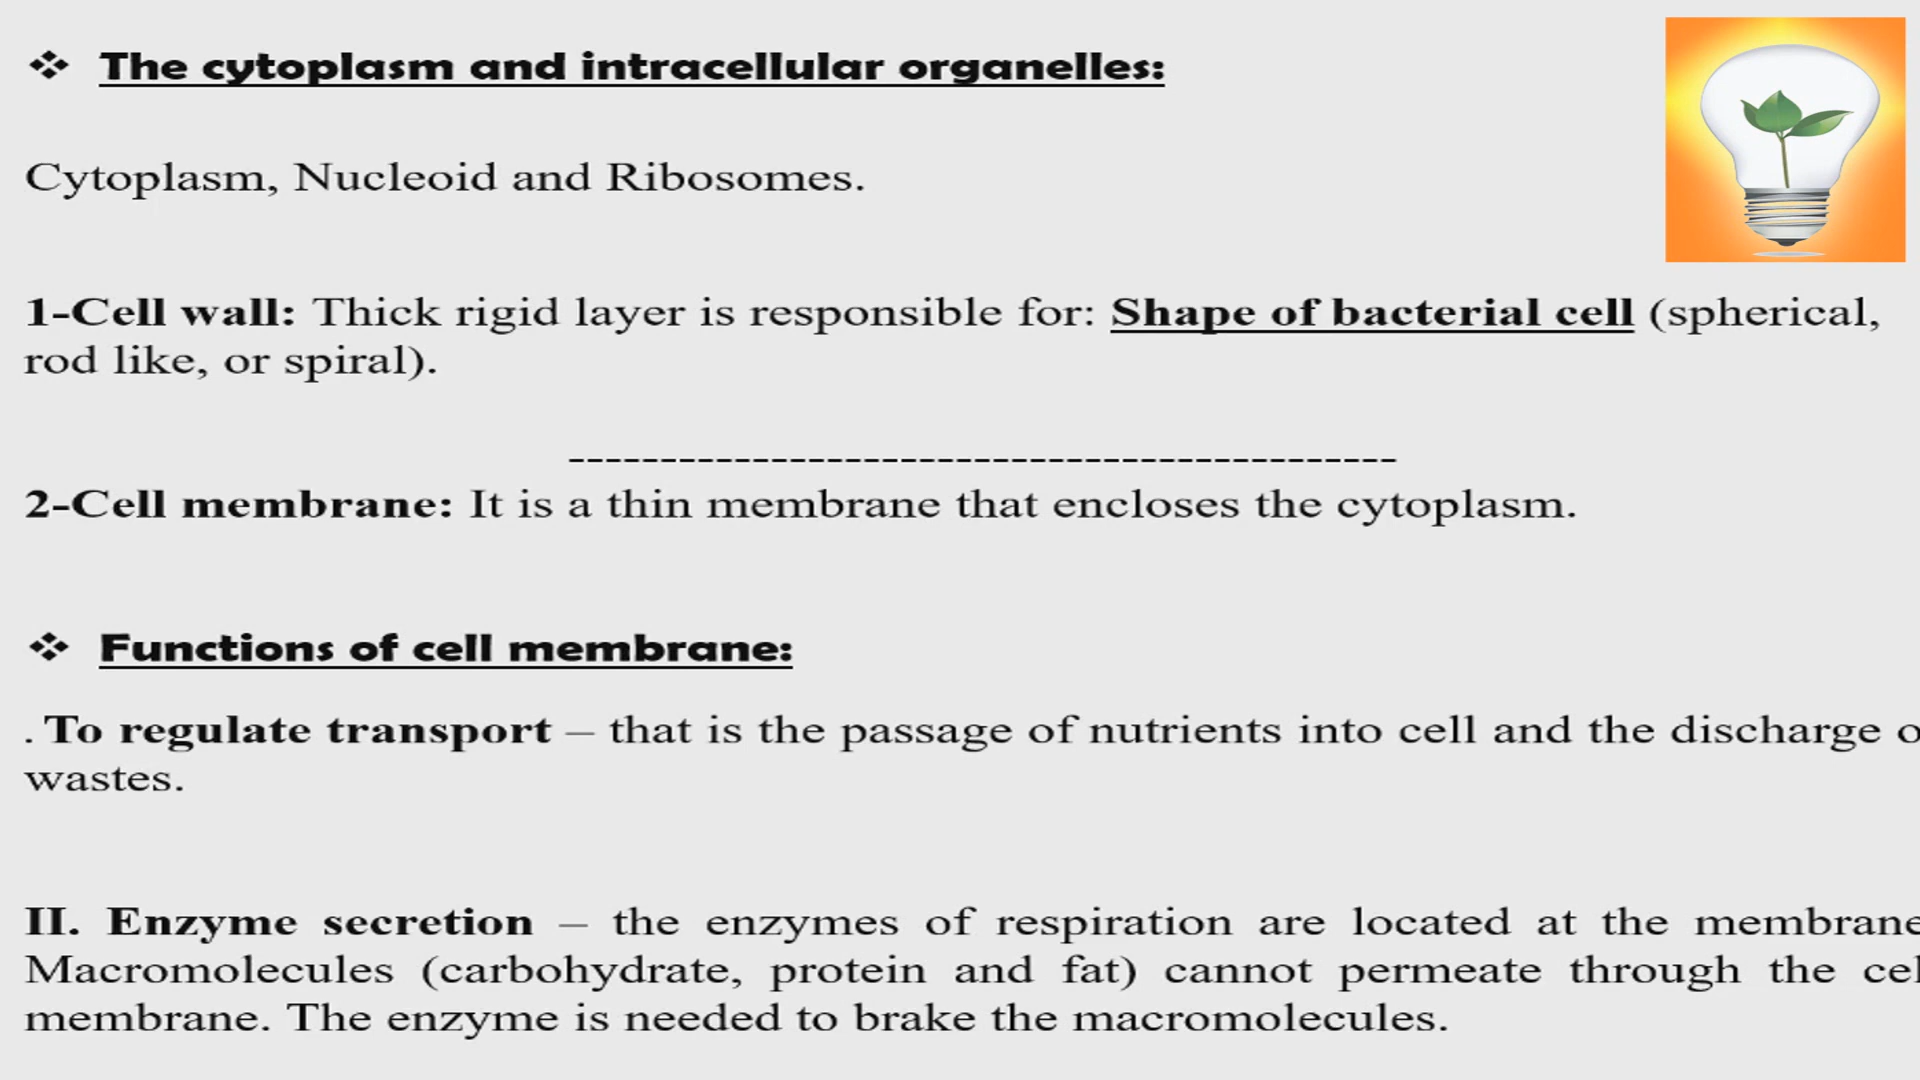 ❖ The cytoplasm and intracellular organelles:
Cytoplasm, Nucleoid and Ribosomes.
1-Cell wall: Thick rigid layer is responsible for: Shape of bacterial cell (spherical,
rod like, or spiral).
---------------------------------------------
2-Cell membrane: It is a thin membrane that encloses the cytoplasm.
❖ Functions of cell membrane:
. To regulate transport – that is the passage of nutrients into cell and the discharge o
wastes.
II. Enzyme secretion – the enzymes of respiration are located at the membrane
Macromolecules (carbohydrate, protein and fat) cannot permeate through the cel
membrane. The enzyme is needed to brake the macromolecules.